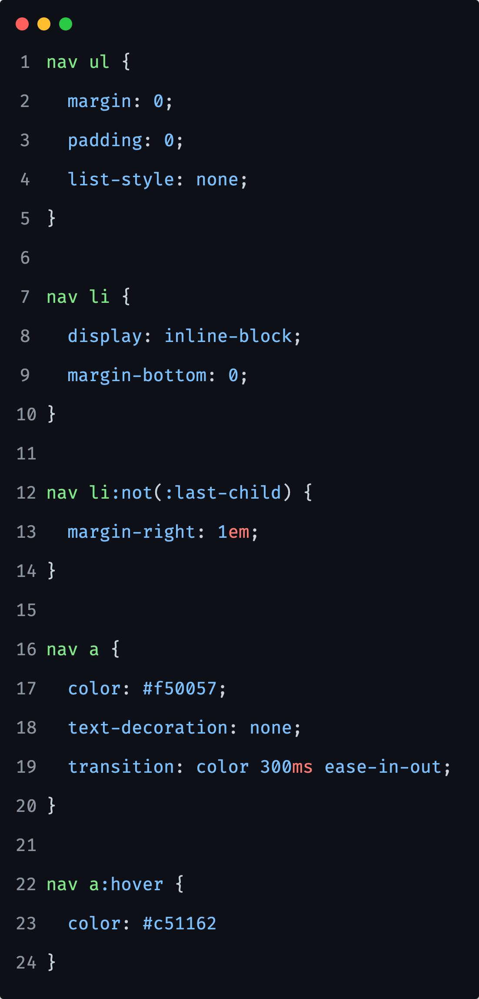 1 nav ul {
2   margin: 0;
3   padding: 0;
4   list-style: none;
5 }
6
7 nav li {
8   display: inline-block;
9   margin-bottom: 0;
10 }
11
12 nav li:not(:last-child) {
13   margin-right: 1em;
14 }
15
16 nav a {
17   color: #f50057;
18   text-decoration: none;
19   transition: color 300ms ease-in-out;
20 }
21
22 nav a:hover {
23   color: #c51162
24 }